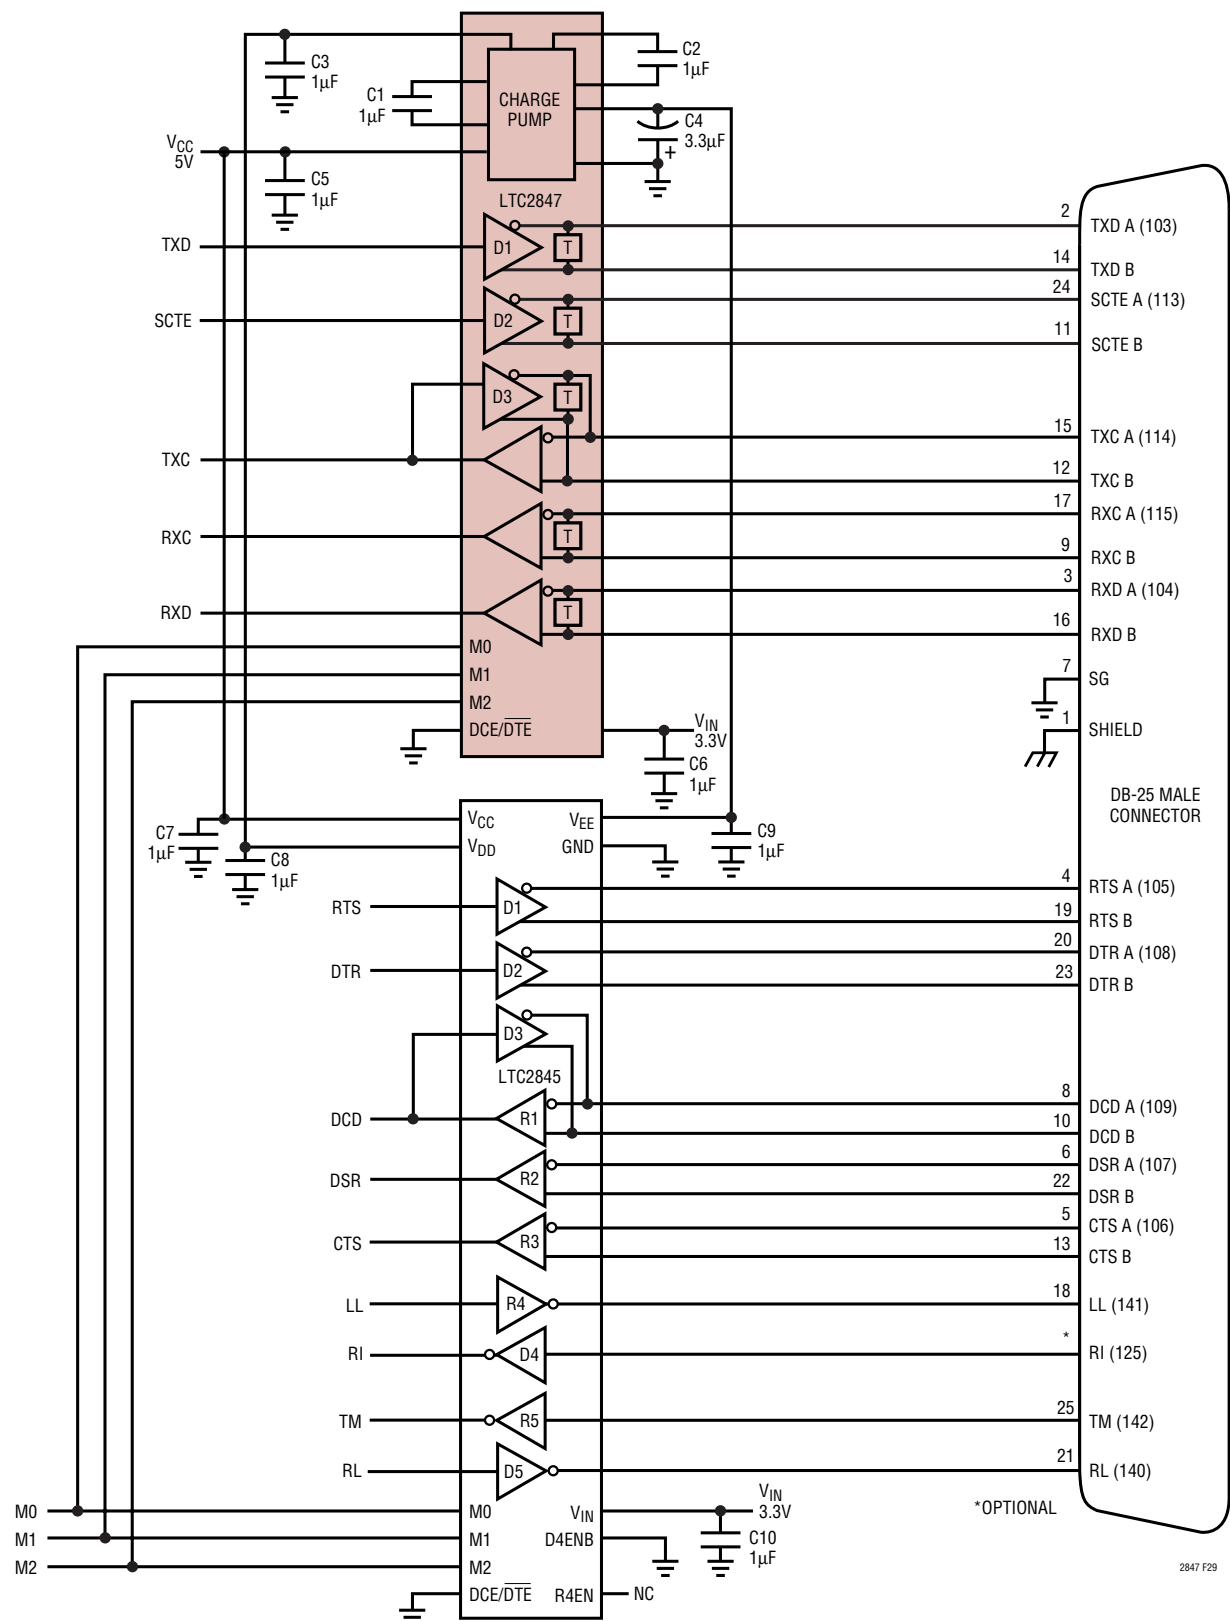 C3
1µF
C2
1µF
C1
1µF
CHARGE
PUMP
C4
3.3µF
+
VCC
5V
C5
1µF
LTC2847
TXD
D1
T
2
TXD A (103)
14
TXD B
SCTE
D2
T
24
SCTE A (113)
11
SCTE B
D3
T
TXC
15
TXC A (114)
12
TXC B
RXC
T
17
RXC A (115)
9
RXC B
RXD
T
3
RXD A (104)
16
RXD B
M0
M1
M2
DCE/DTE
7
SG
1
SHIELD
VIN
3.3V
C6
1µF
DB-25 MALE
CONNECTOR
C7
1µF
C8
1µF
VCC
VDD
VEE
GND
C9
1µF
RTS
D1
4
RTS A (105)
19
RTS B
DTR
D2
20
DTR A (108)
23
DTR B
D3
LTC2845
DCD
R1
8
DCD A (109)
10
DCD B
DSR
R2
6
DSR A (107)
22
DSR B
CTS
R3
5
CTS A (106)
13
CTS B
LL
R4
18
LL (141)
RI
D4
*
RI (125)
TM
R5
25
TM (142)
RL
D5
21
RL (140)
M0
M1
M2
M0
M1
M2
DCE/DTE
VIN
D4ENB
R4EN
NC
VIN
3.3V
C10
1µF
*OPTIONAL
2847 F29